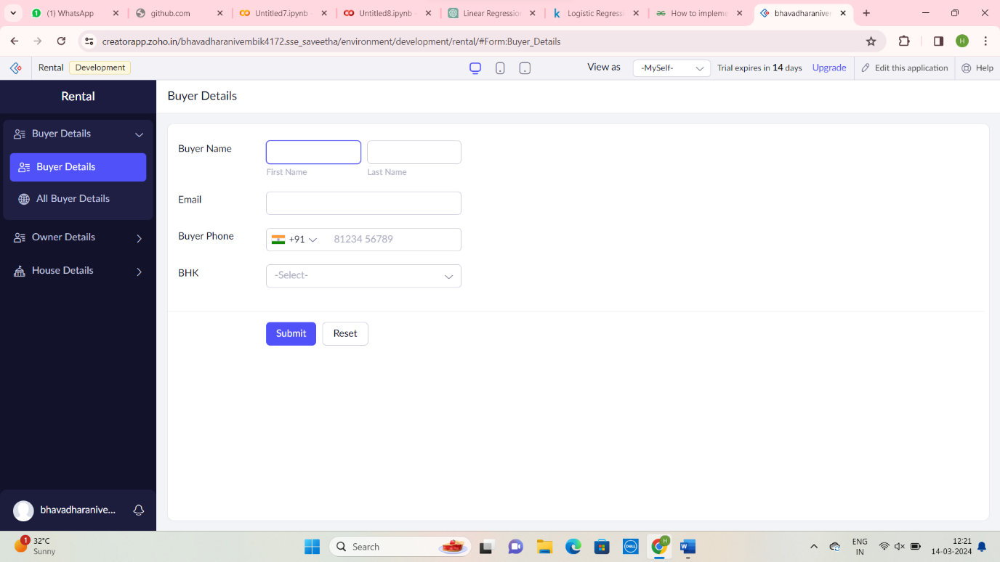 (1) WhatsApp
github.com
Untitled7.ipynb
Untitled8.ipynb
Linear Regressio
Logistic Regress
How to impleme
bhavadharaniver
creatorapp.zoho.in/bhavadharanivembik4172.sse_saveetha/environment/development/rental/#Form:Buyer_Details
H
Rental
Development
View as
-MySelf-
Trial expires in 14 days
Upgrade
Edit this application
Help
Rental
Buyer Details
Buyer Details
All Buyer Details
Owner Details
House Details
bhavadharanive...
Buyer Details
Buyer Name
First Name
Last Name
Email
Buyer Phone
+91
81234 56789
BHK
-Select-
Submit
Reset
1
32°C
Sunny
Search
DELL
H
W
ENG
IN
12:21
14-03-2024